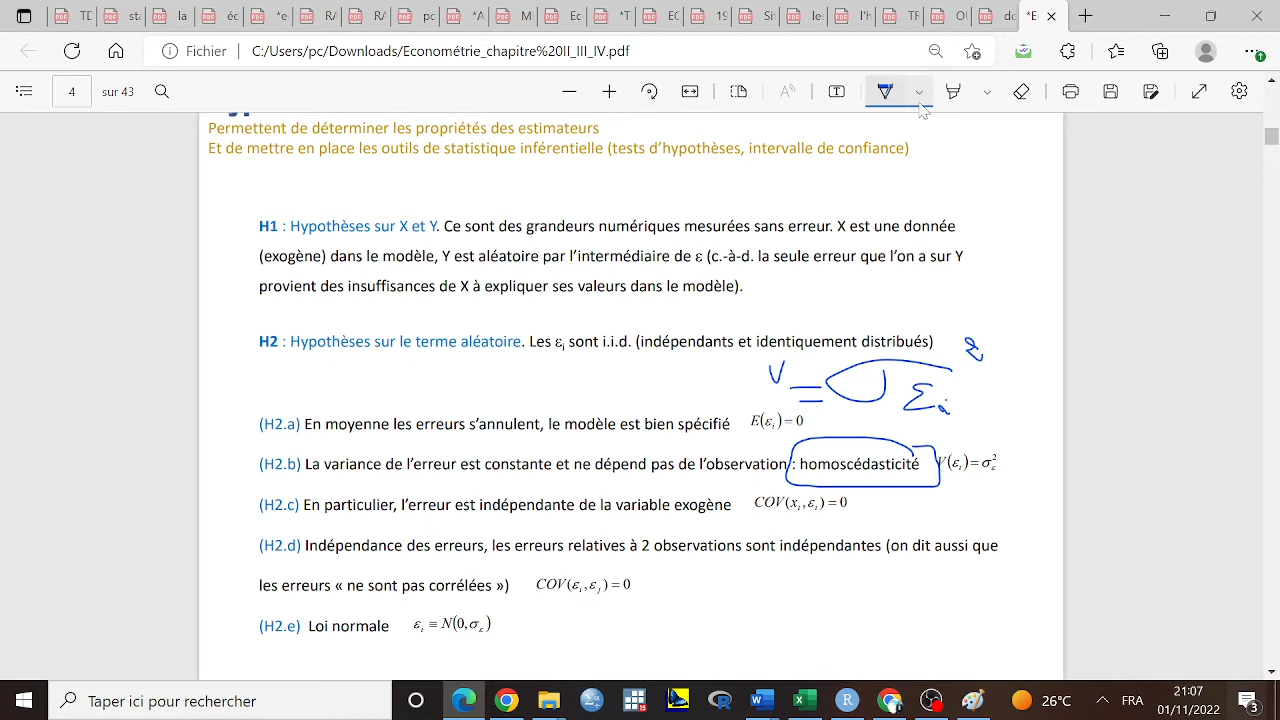 Fichier C:/Users/pc/Downloads/Econométrie_chapitre%20II_III_IV.pdf
4 sur 43
Permettent de déterminer les propriétés des estimateurs
Et de mettre en place les outils de statistique inférentielle (tests d’hypothèses, intervalle de confiance)
H1 : Hypothèses sur X et Y. Ce sont des grandeurs numériques mesurées sans erreur. X est une donnée
(exogène) dans le modèle, Y est aléatoire par l’intermédiaire de ε (c.-à-d. la seule erreur que l’on a sur Y
provient des insuffisances de X à expliquer ses valeurs dans le modèle).
H2 : Hypothèses sur le terme aléatoire. Les εi sont i.i.d. (indépendants et identiquement distribués)
V = σ εi 2
(H2.a) En moyenne les erreurs s’annulent, le modèle est bien spécifié E(εi) = 0
(H2.b) La variance de l’erreur est constante et ne dépend pas de l’observation : homoscédasticité V(εi) = σε²
(H2.c) En particulier, l’erreur est indépendante de la variable exogène COV(xi, εi) = 0
(H2.d) Indépendance des erreurs, les erreurs relatives à 2 observations sont indépendantes (on dit aussi que
les erreurs « ne sont pas corrélées ») COV(εi, εj) = 0
(H2.e) Loi normale εi ≡ N(0, σε)
Taper ici pour rechercher
26°C FRA 21:07
01/11/2022